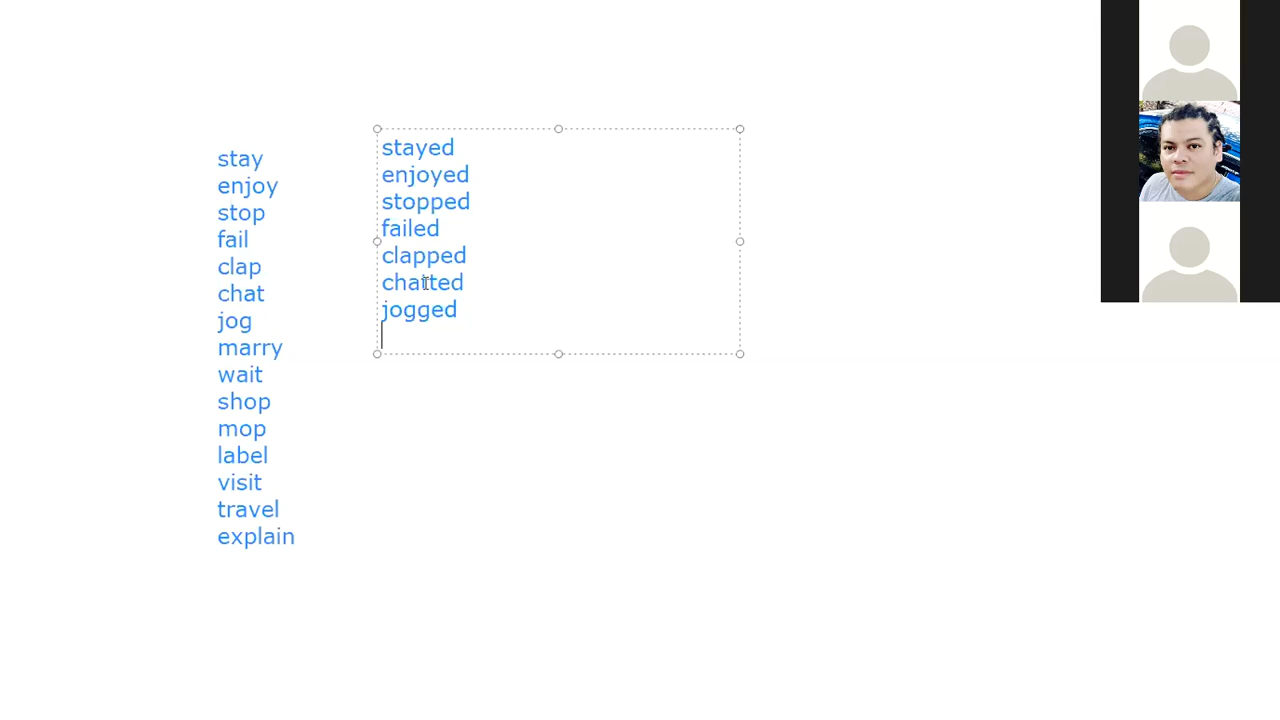 stay
enjoy
stop
fail
clap
chat
jog
marry
wait
shop
mop
label
visit
travel
explain
stayed
enjoyed
stopped
failed
clapped
chatted
jogged